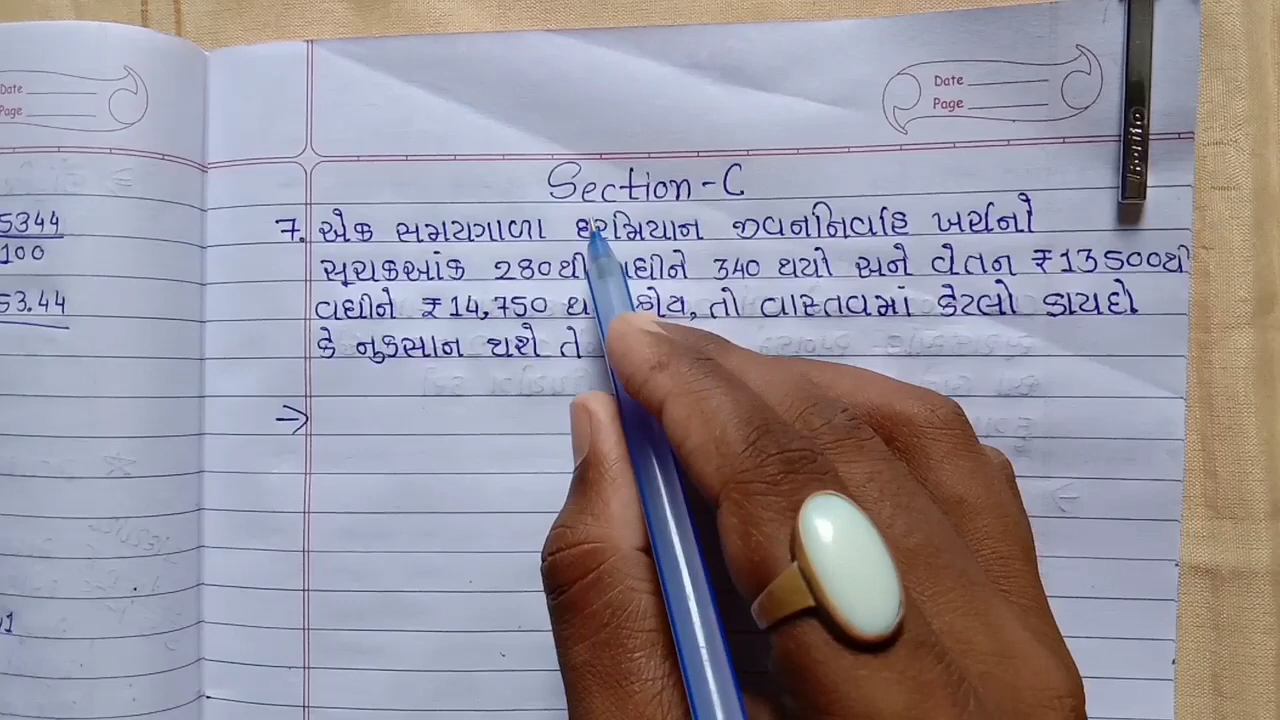 Date
Page
Date
Page
5344
100
53.44
Section-C
7. એક સમયગાળા દરમિયાન જીવનનિર્વાહ ખર્ચનો
સૂચકઆંક 280થી વધીને 340 થયો અને વેતન ₹13500થી
વધીને ₹14,750 હોય, તો વાસ્તવમાં કેટલો ફાયદો
કે નુકસાન થશે તે